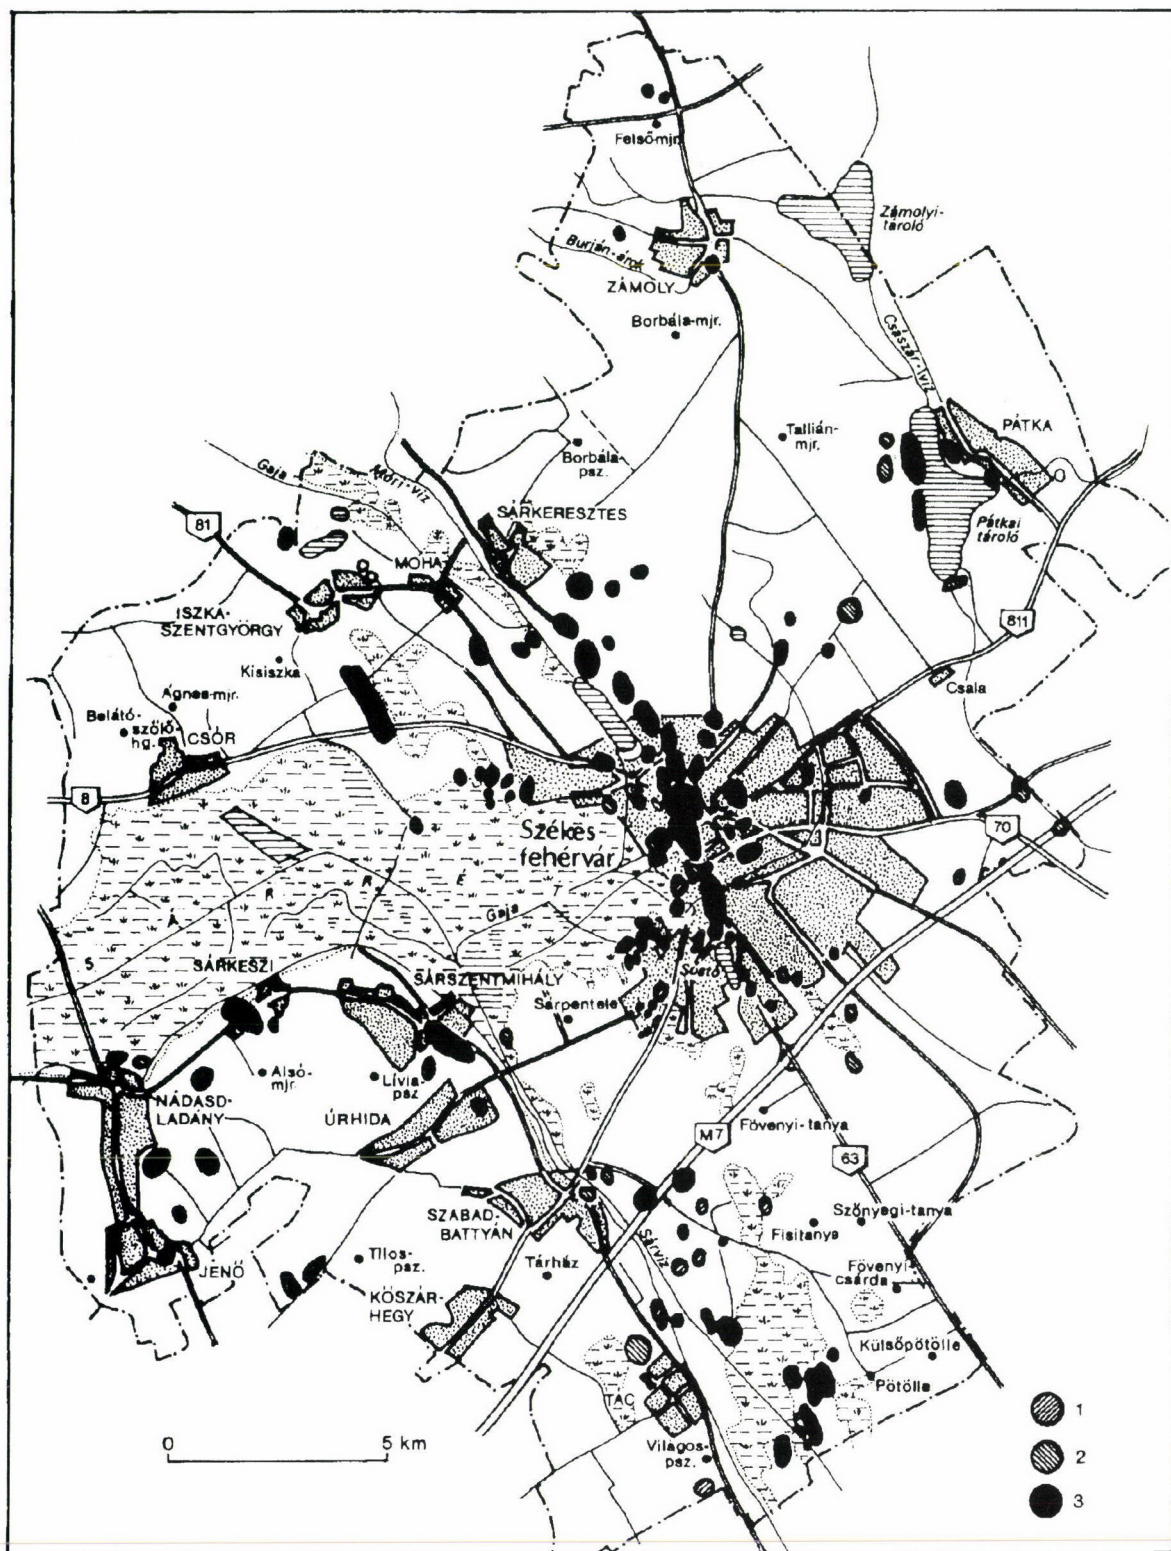 Felső-mjr.
Zámolyi-
tároló
Burján-árok
ZÁMOLY
Borbála-mjr.
Császár-víz
PÁTKA
Tallián-
mjr.
Borbála-
psz.
Gaja
Móri-víz
SÁRKERESZTES
Pátkai
tároló
81
MOHA
ISZKA-
SZENTGYÖRGY
811
Kisiszka
Csala
Ágnes-mjr.
Belátó-
szőlő-
hg.
CSÓR
8
Székes-
fehérvár
70
S Á R R É T
Gaja
SÁRKESZI
SÁRSZENTMIHÁLY
Sárpentele
Sóstó
Alsó-
mjr.
Lívia-
psz
NÁDASD-
LADÁNY
ÚRHIDA
Fövenyi-tanya
M7
63
SZABAD-
BATTYÁN
Szőnyegi-tanya
Fisitanya
Sárvíz
Tilos-
psz.
Tárház
JENŐ
Fövenyi-
csárda
KŐSZÁR-
HEGY
Külsőpötölle
Pötölle
TÁC
Világos-
psz.
0 5 km
1
2
3